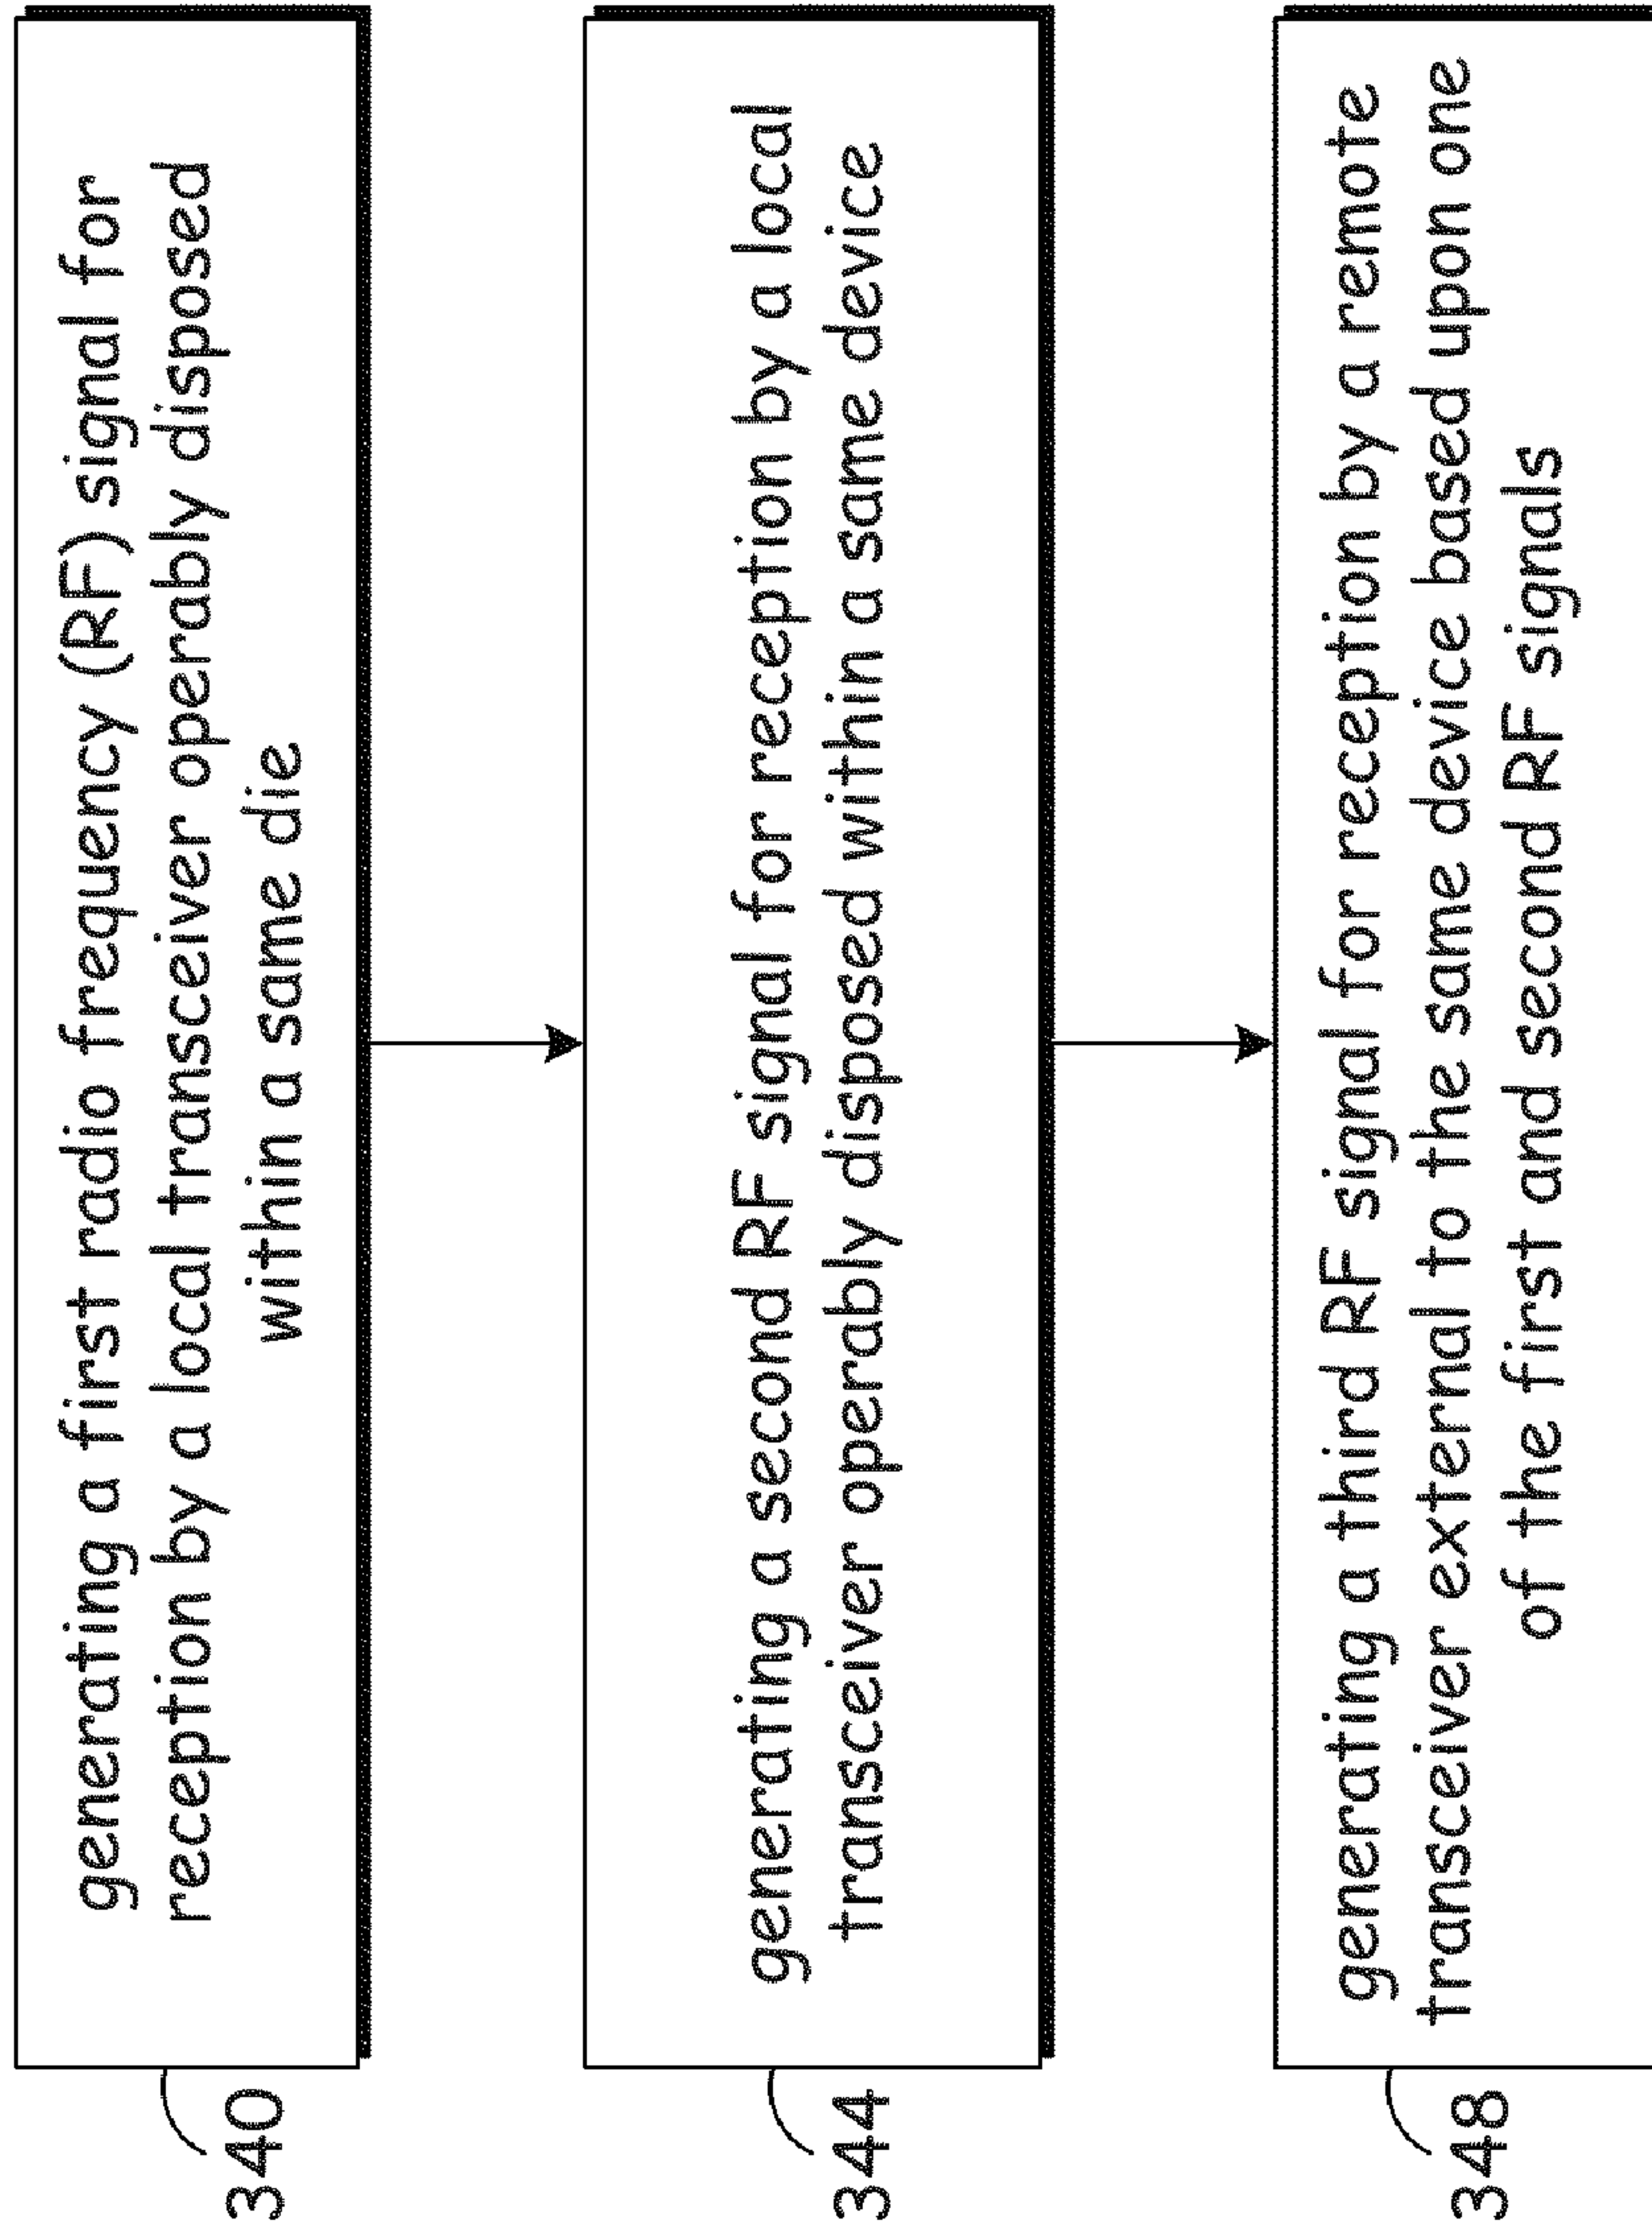 generating a first radio frequency (RF) signal for
reception by a local transceiver operably disposed
within a same die
340
generating a second RF signal for reception by a local
transceiver operably disposed within a same device
344
generating a third RF signal for reception by a remote
transceiver external to the same device based upon one
of the first and second RF signals
348